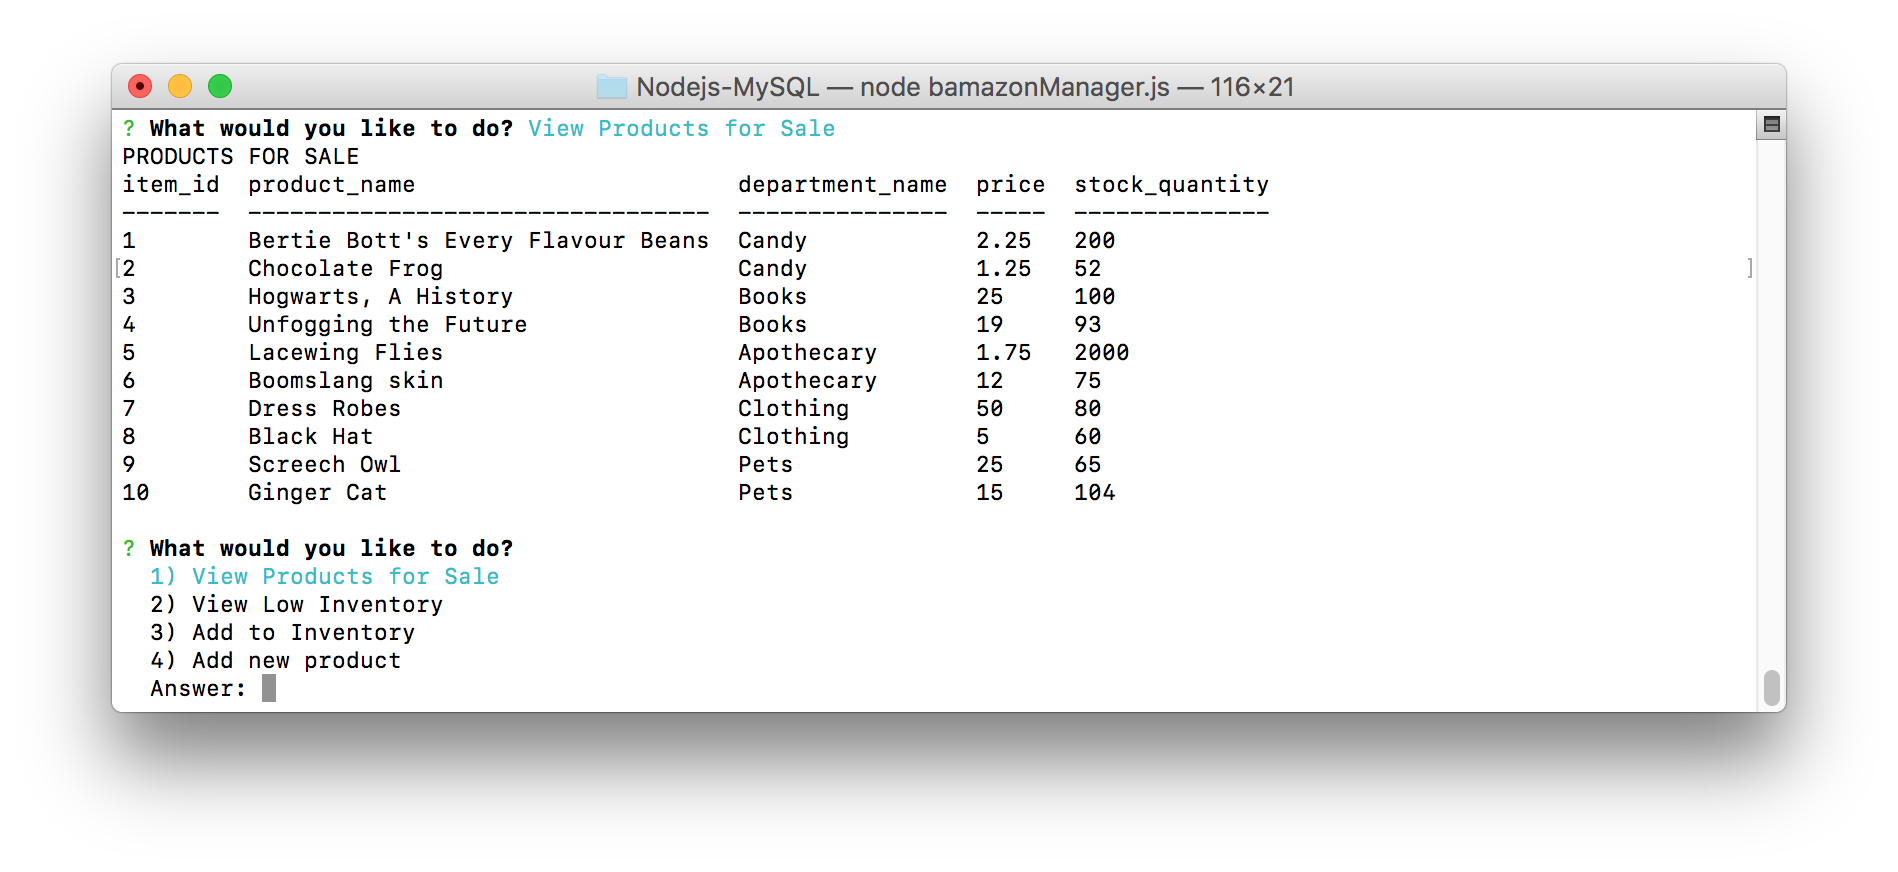 Nodejs-MySQL — node bamazonManager.js — 116×21
? What would you like to do? View Products for Sale
PRODUCTS FOR SALE
item_id  product_name                       department_name  price  stock_quantity
-------  ---------------------------------  ---------------  -----  --------------
1        Bertie Bott's Every Flavour Beans  Candy            2.25   200
[2        Chocolate Frog                     Candy            1.25   52 ]
3        Hogwarts, A History                Books            25     100
4        Unfogging the Future               Books            19     93
5        Lacewing Flies                     Apothecary       1.75   2000
6        Boomslang skin                     Apothecary       12     75
7        Dress Robes                        Clothing         50     80
8        Black Hat                          Clothing         5      60
9        Screech Owl                        Pets             25     65
10       Ginger Cat                         Pets             15     104
? What would you like to do?
1) View Products for Sale
2) View Low Inventory
3) Add to Inventory
4) Add new product
Answer: